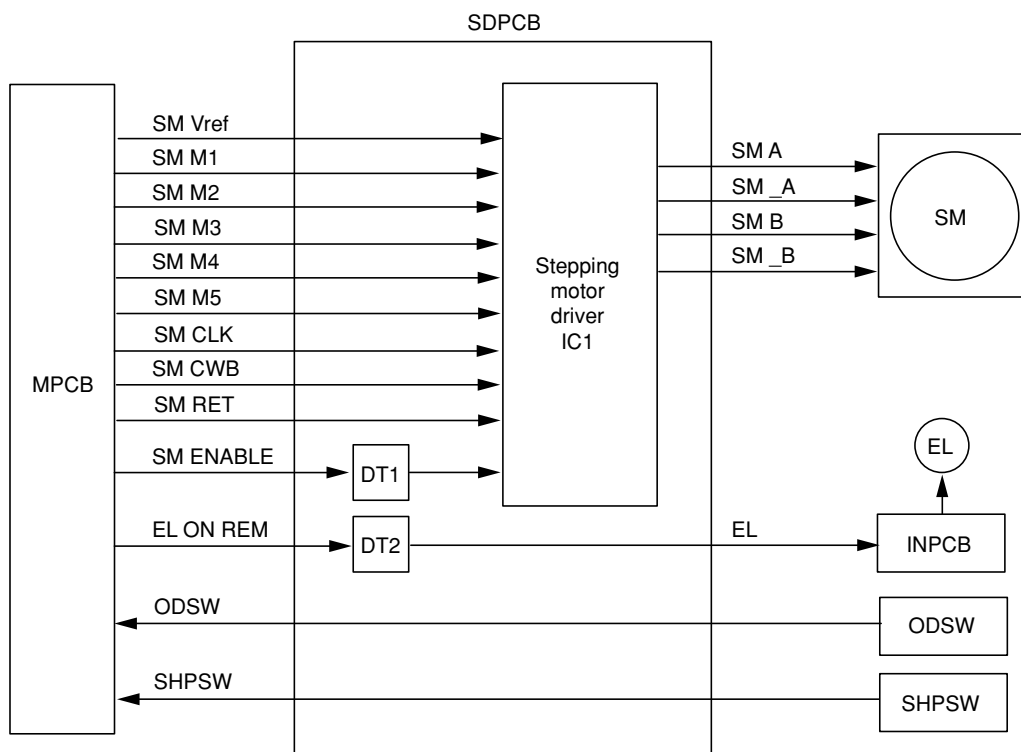 SDPCB
MPCB
SM Vref
SM M1
SM M2
SM M3
SM M4
SM M5
SM CLK
SM CWB
SM RET
SM ENABLE
DT1
EL ON REM
DT2
ODSW
SHPSW
Stepping
motor
driver
IC1
SM A
SM _A
SM B
SM _B
SM
EL
EL
INPCB
ODSW
SHPSW